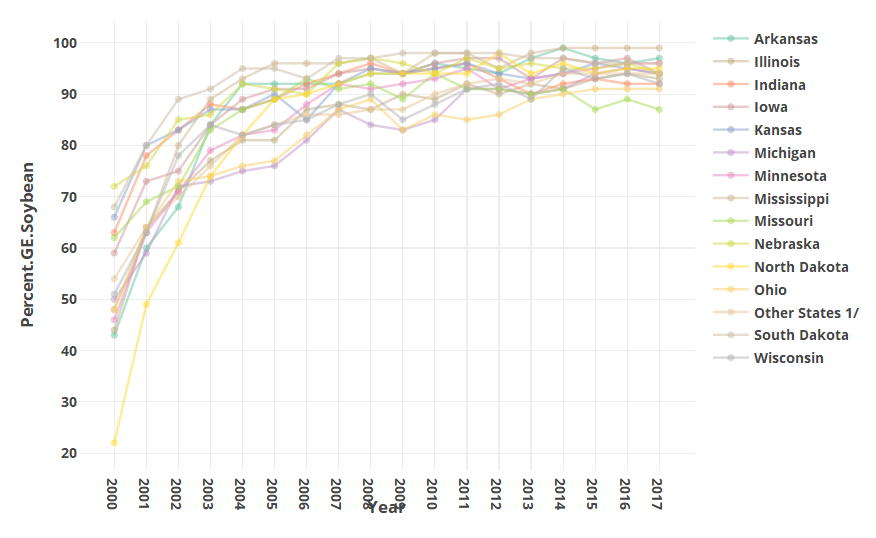 Percent.GE.Soybean
100
90
80
70
60
50
40
30
20
2000
2001
2002
2003
2004
2005
2006
2007
2008
2009
2010
2011
2012
2013
2014
2015
2016
2017
Year
Arkansas
Illinois
Indiana
Iowa
Kansas
Michigan
Minnesota
Mississippi
Missouri
Nebraska
North Dakota
Ohio
Other States 1/
South Dakota
Wisconsin